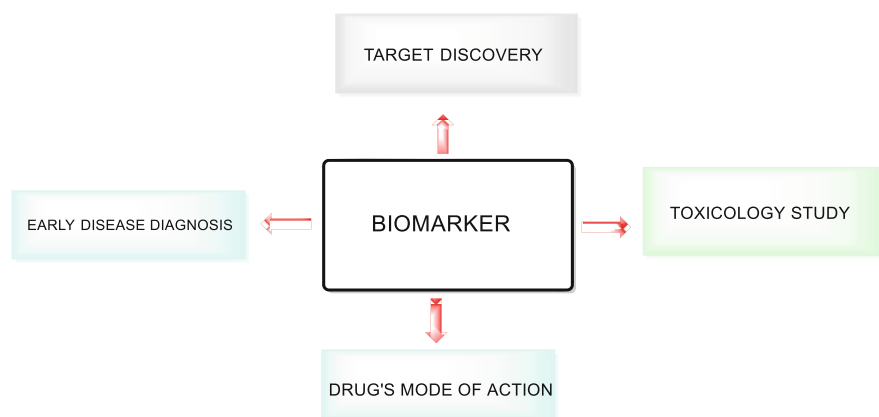 TARGET DISCOVERY
EARLY DISEASE DIAGNOSIS
BIOMARKER
TOXICOLOGY STUDY
DRUG'S MODE OF ACTION